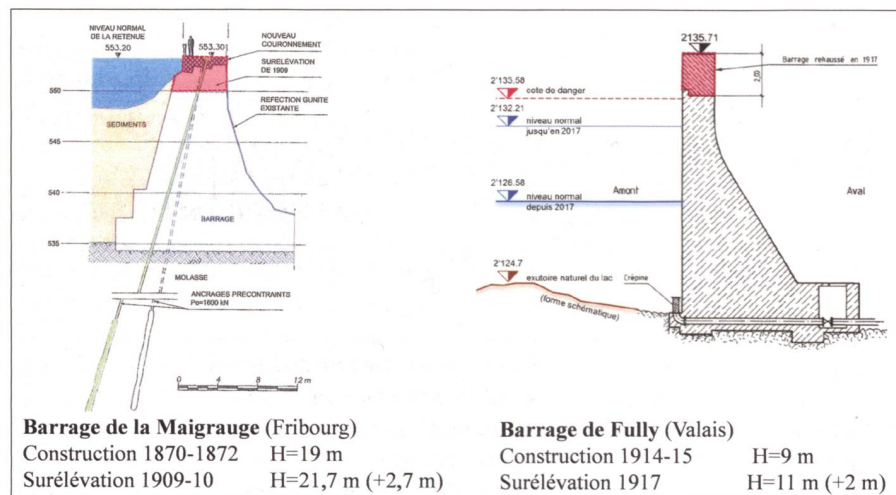 NIVEAU NORMAL
DE LA RETENUE
553.20
553.30
NOUVEAU
COURONNEMENT
SURELEVATION
DE 1909
REFECTION GUNITE
EXISTANTE
550
SEDIMENTS
545
540
BARRAGE
535
MOLASSE
ANCRAGES PRECONTRAINTS
Po=1600 kN
0 4 8 12 m
Barrage de la Maigrauge (Fribourg)
Construction 1870-1872 H=19 m
Surélévation 1909-10 H=21,7 m (+2,7 m)
2135.71
Barrage rehaussé en 1917
2'133.58
cote de danger
2'132.21
niveau normal
jusqu'en 2017
2'126.58
niveau normal
depuis 2017
Amont
Aval
2'124.7
exutoire naturel du lac
Crépine
(forme schématique)
Barrage de Fully (Valais)
Construction 1914-15 H=9 m
Surélévation 1917 H=11 m (+2 m)